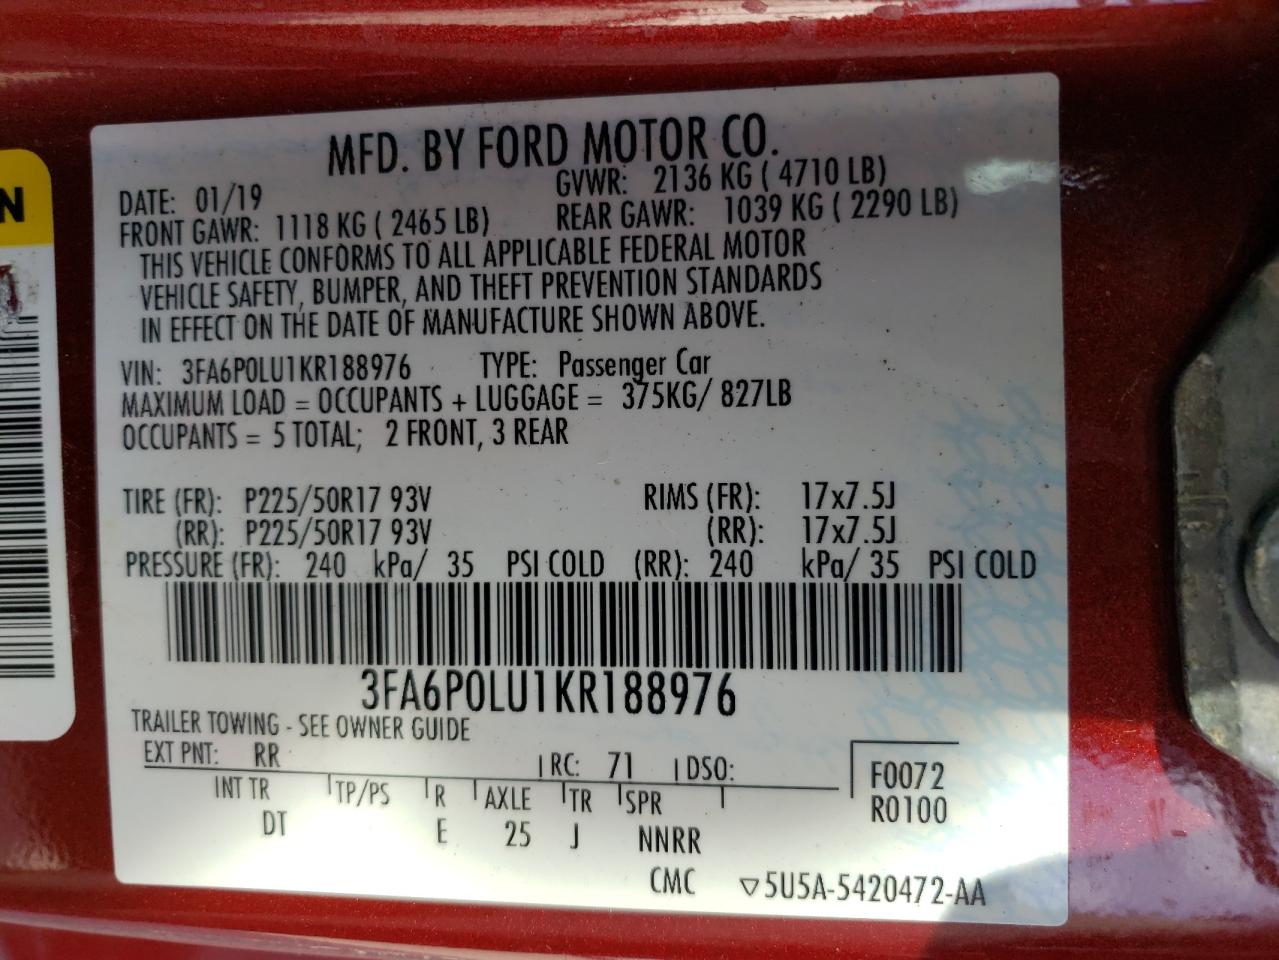 N
MFD. BY FORD MOTOR CO.
DATE: 01/19 GVWR: 2136 KG ( 4710 LB)
FRONT GAWR: 1118 KG ( 2465 LB) REAR GAWR: 1039 KG ( 2290 LB)
THIS VEHICLE CONFORMS TO ALL APPLICABLE FEDERAL MOTOR
VEHICLE SAFETY, BUMPER, AND THEFT PREVENTION STANDARDS
IN EFFECT ON THE DATE OF MANUFACTURE SHOWN ABOVE.
VIN: 3FA6P0LU1KR188976 TYPE: Passenger Car
MAXIMUM LOAD = OCCUPANTS + LUGGAGE = 375KG/ 827LB
OCCUPANTS = 5 TOTAL; 2 FRONT, 3 REAR
TIRE (FR): P225/50R17 93V RIMS (FR): 17x7.5J
(RR): P225/50R17 93V (RR): 17x7.5J
PRESSURE (FR): 240 kPa/ 35 PSI COLD (RR): 240 kPa/ 35 PSI COLD
3FA6P0LU1KR188976
TRAILER TOWING - SEE OWNER GUIDE
EXT PNT: RR RC: 71 DSO: F0072
INT TR TP/PS R AXLE TR SPR R0100
DT E 25 J NNRR
CMC ▽5U5A-5420472-AA